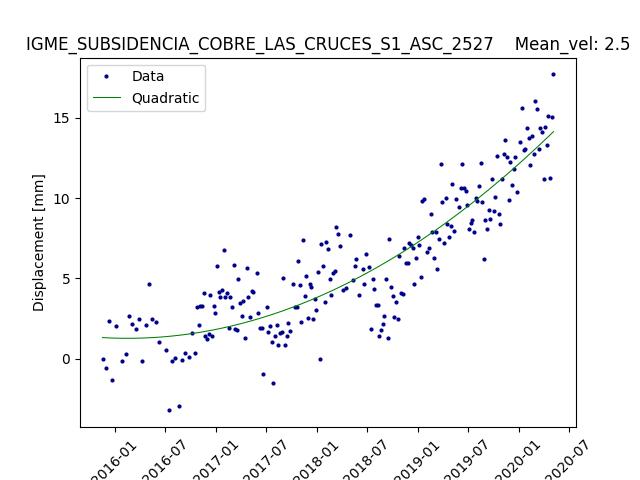 IGME_SUBSIDENCIA_COBRE_LAS_CRUCES_S1_ASC_2527 Mean_vel: 2.5
Data
Quadratic
Displacement [mm]
15
10
5
0
2016-01 2016-07 2017-01 2017-07 2018-01 2018-07 2019-01 2019-07 2020-01 2020-07